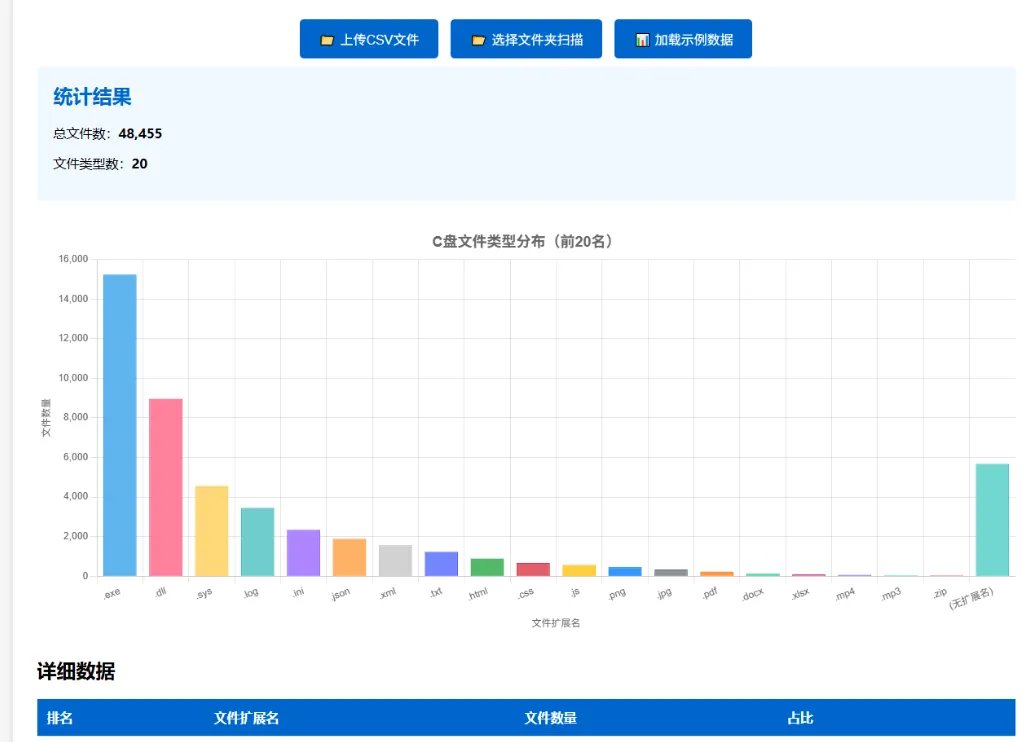 📁 上传CSV文件 📂 选择文件夹扫描 📊 加载示例数据
统计结果
总文件数：48,455
文件类型数：20
C盘文件类型分布（前20名）
16,000
14,000
12,000
10,000
8,000
6,000
4,000
2,000
0
文件数量
.exe .dll .sys .log .ini .json .xml .txt .html .css .js .png .jpg .pdf .docx .xlsx .mp4 .mp3 .zip (无扩展名)
文件扩展名
详细数据
排名 文件扩展名 文件数量 占比